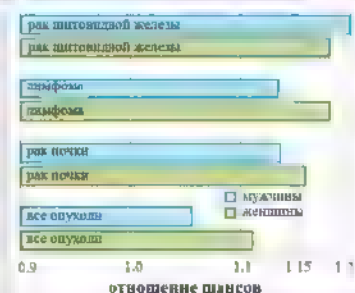 рак щитовидной железы
рак щитовидной железы
лимфома
лимфома
рак почки
рак почки
мужчины
женщины
все опухоли
все опухоли
0.9 1.0 1.1 1 15
отношение шансов